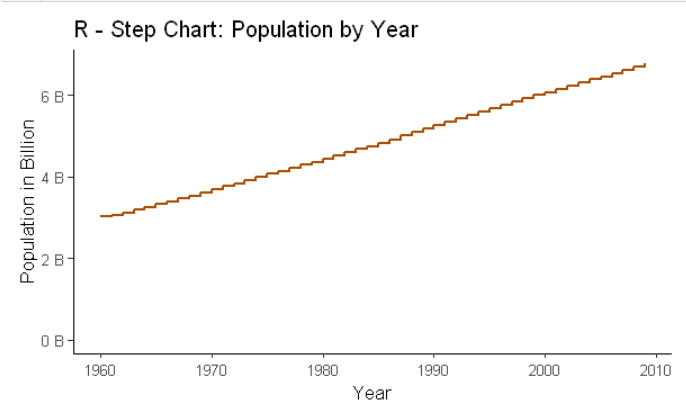 R - Step Chart: Population by Year
Population in Billion
6 B
4 B
2 B
0 B
1960 1970 1980 1990 2000 2010
Year